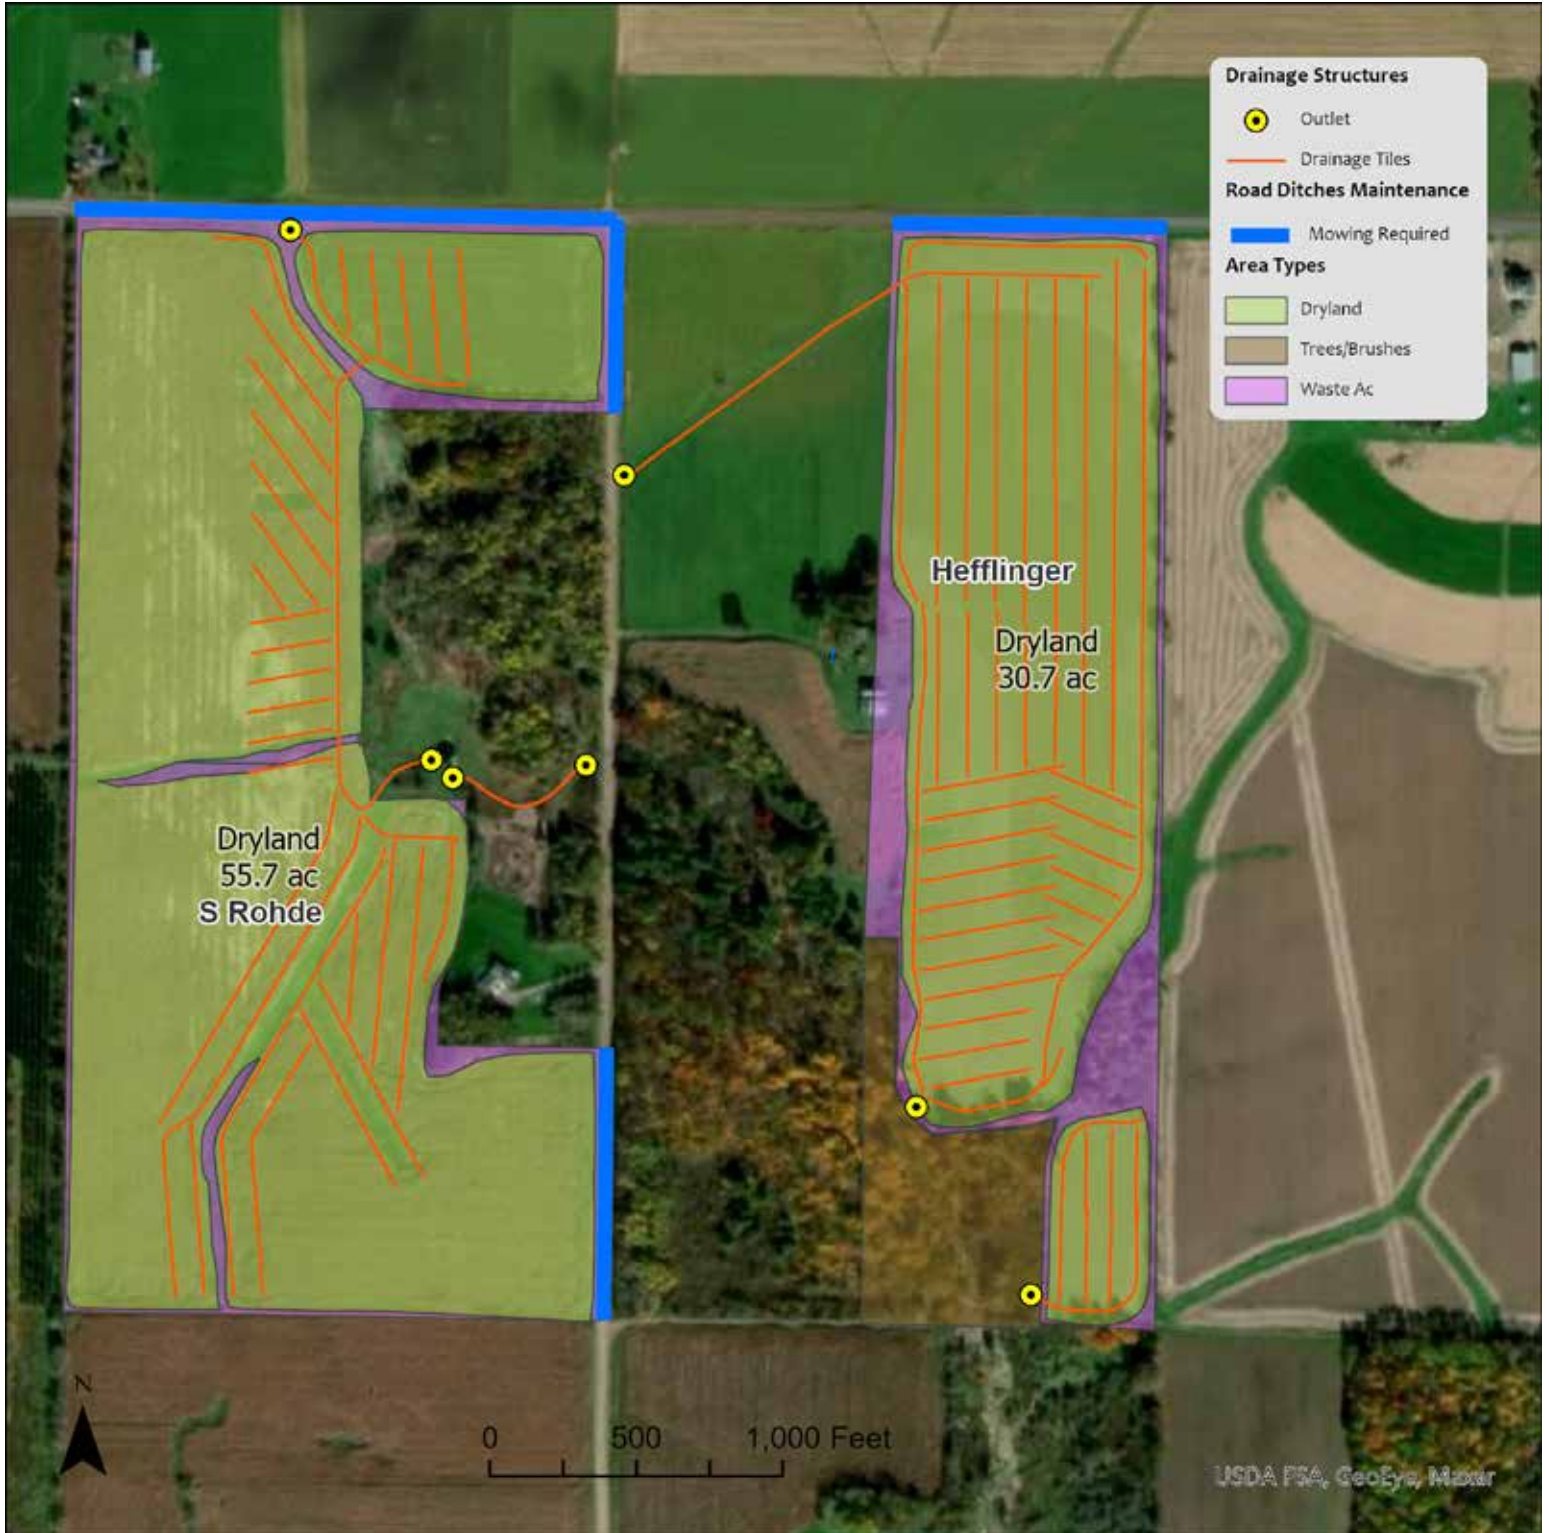 Drainage Structures
Outlet
Drainage Tiles
Road Ditches Maintenance
Mowing Required
Area Types
Dryland
Trees/Brushes
Waste Ac
Hefflinger
Dryland
30.7 ac
Dryland
55.7 ac
S Rohde
N
0 500 1,000 Feet
USDA FSA, GeoEye, Maxar